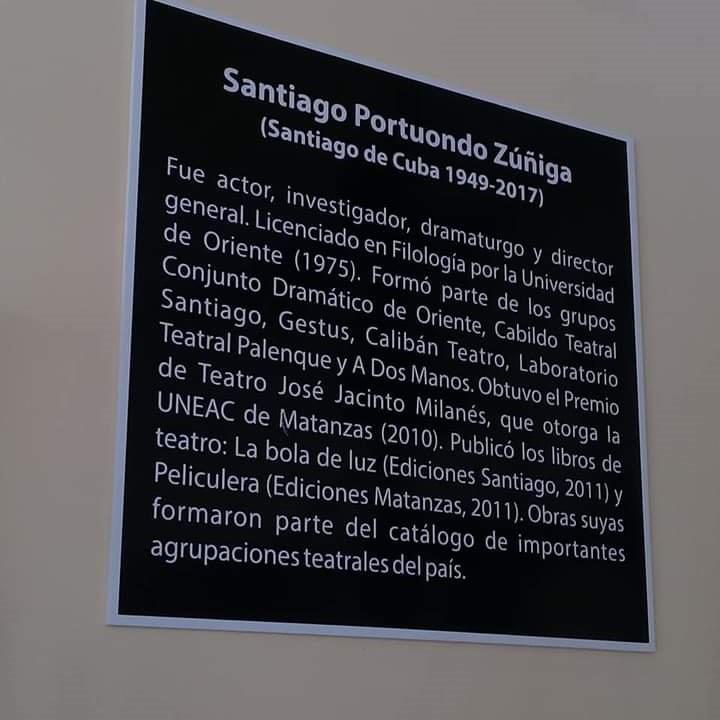 Santiago Portuondo Zúñiga
(Santiago de Cuba 1949-2017)
Fue actor, investigador, dramaturgo y director
general. Licenciado en Filología por la Universidad
de Oriente (1975). Formó parte de los grupos
Conjunto Dramático de Oriente, Cabildo Teatral
Santiago, Gestus, Calibán Teatro, Laboratorio
Teatral Palenque y A Dos Manos. Obtuvo el Premio
de Teatro José Jacinto Milanés, que otorga la
UNEAC de Matanzas (2010). Publicó los libros de
teatro: La bola de luz (Ediciones Santiago, 2011) y
Peliculera (Ediciones Matanzas, 2011). Obras suyas
formaron parte del catálogo de importantes
agrupaciones teatrales del país.